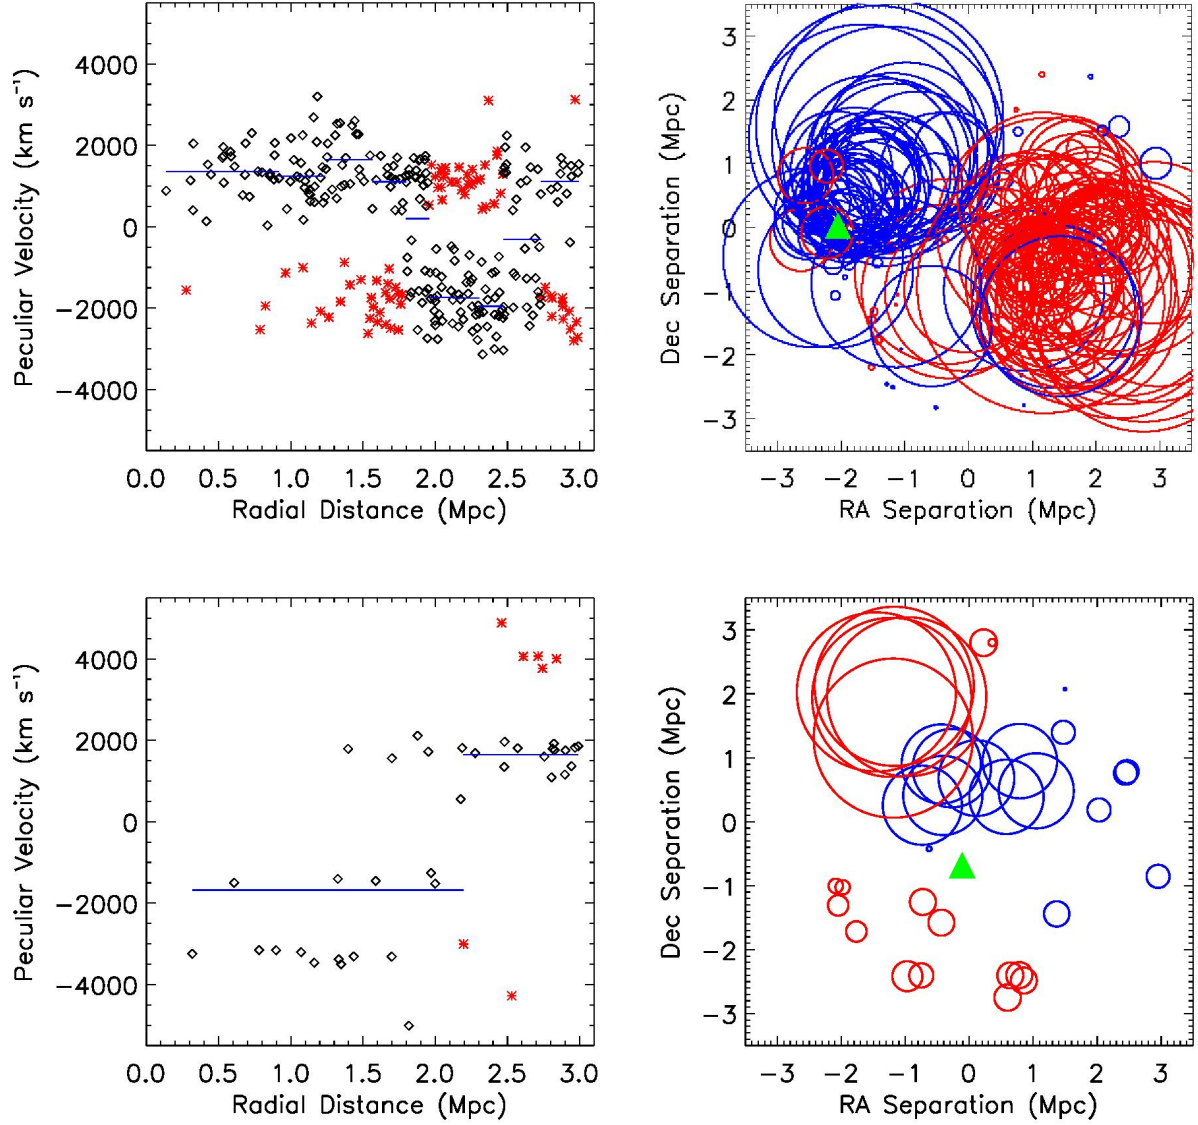 4000
2000
0
−2000
−4000
Peculiar Velocity (km s⁻¹)
0.0 0.5 1.0 1.5 2.0 2.5 3.0
Radial Distance (Mpc)
3
2
1
0
−1
−2
−3
Dec Separation (Mpc)
−3 −2 −1 0 1 2 3
RA Separation (Mpc)
4000
2000
0
−2000
−4000
Peculiar Velocity (km s⁻¹)
0.0 0.5 1.0 1.5 2.0 2.5 3.0
Radial Distance (Mpc)
3
2
1
0
−1
−2
−3
Dec Separation (Mpc)
−3 −2 −1 0 1 2 3
RA Separation (Mpc)